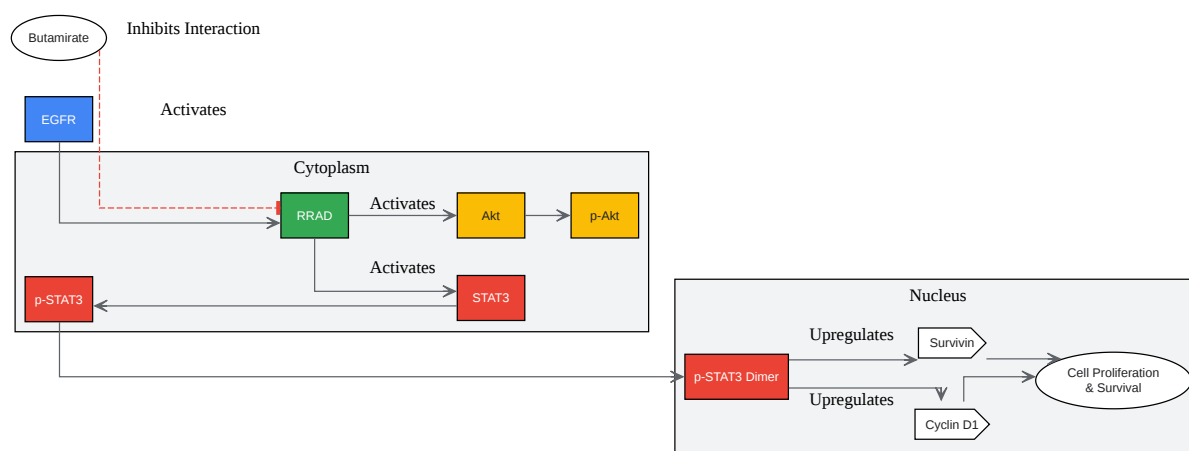 Butamirate
Inhibits Interaction
EGFR
Activates
Cytoplasm
RRAD
Activates
Akt
p-Akt
Activates
p-STAT3
STAT3
Nucleus
Upregulates
Survivin
p-STAT3 Dimer
Cell Proliferation
& Survival
Upregulates
Cyclin D1